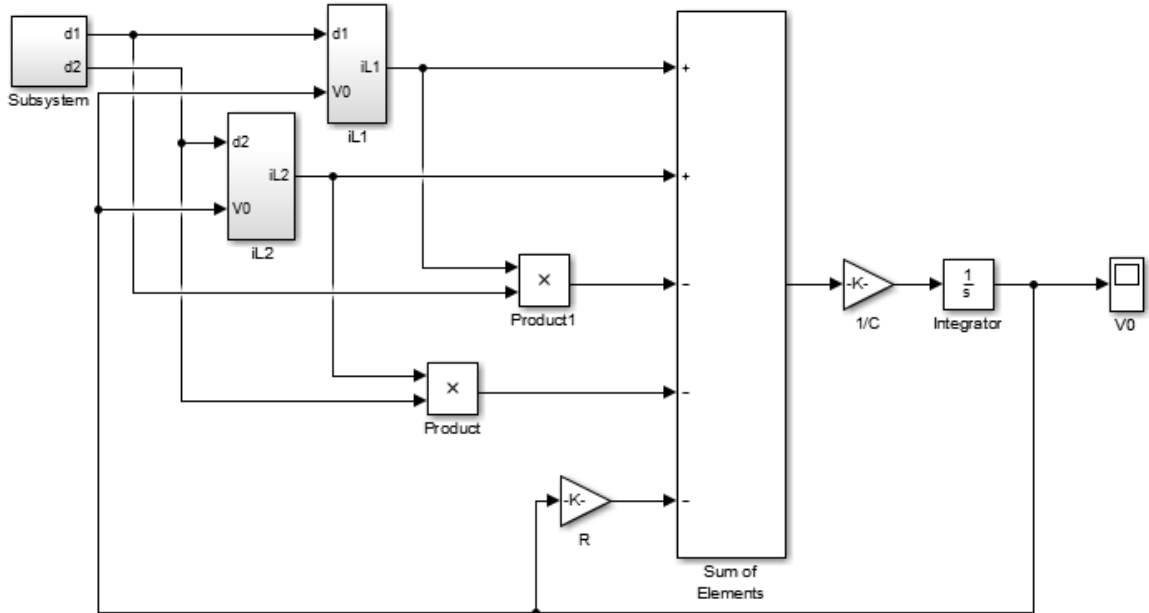 d1
d2
Subsystem
d1
iL1
V0
iL1
d2
iL2
V0
iL2
+
+
−
−
−
×
Product1
×
Product
-K-
R
Sum of
Elements
-K-
1/C
1
s
Integrator
V0